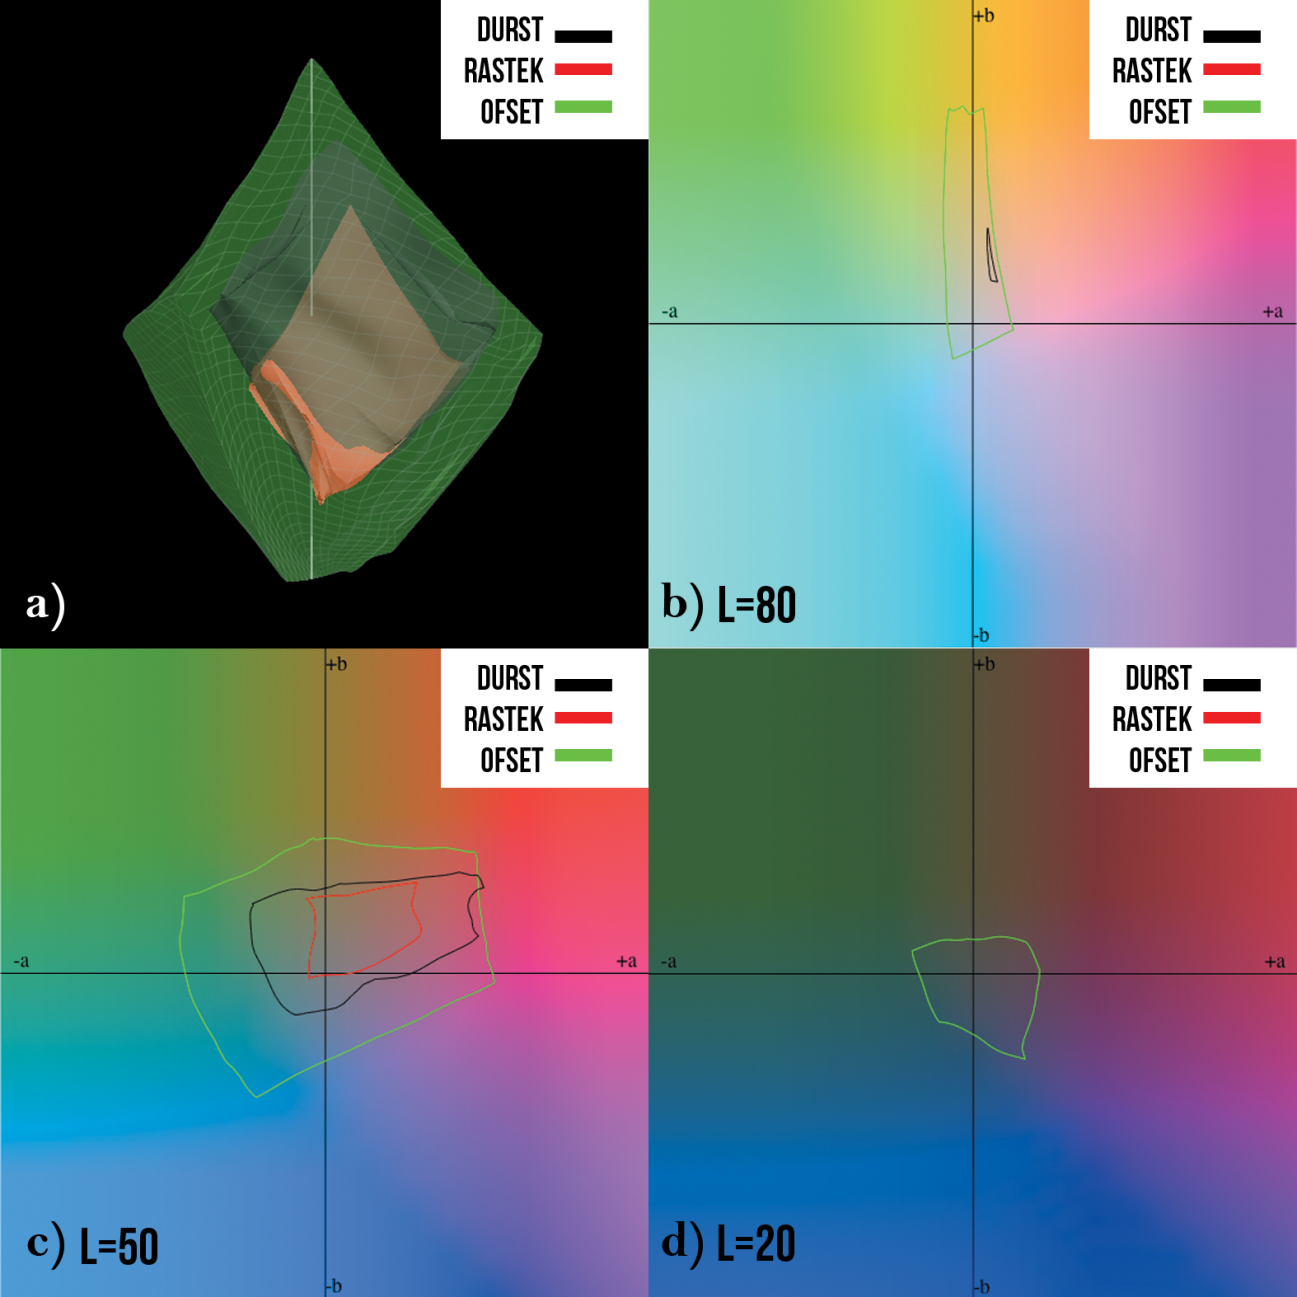 DURST
RASTEK
OFSET
a)
DURST
RASTEK
OFSET
+b
-a
+a
-b
b) L=80
DURST
RASTEK
OFSET
+b
-a
+a
-b
c) L=50
DURST
RASTEK
OFSET
+b
-a
+a
-b
d) L=20